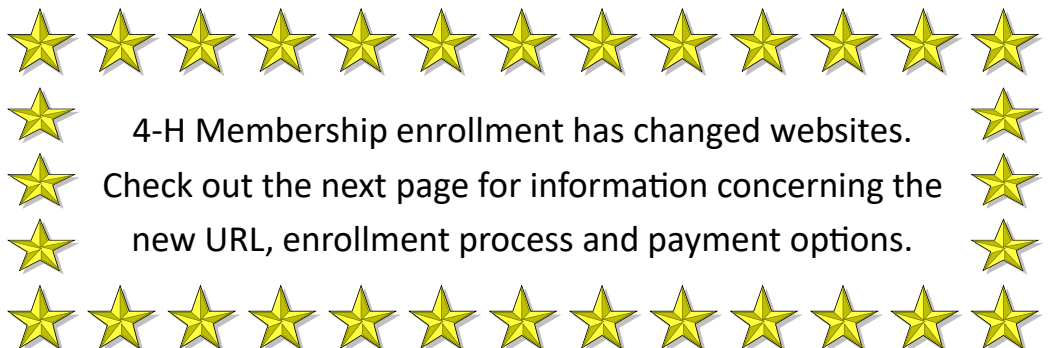 4-H Membership enrollment has changed websites.
Check out the next page for information concerning the
new URL, enrollment process and payment options.